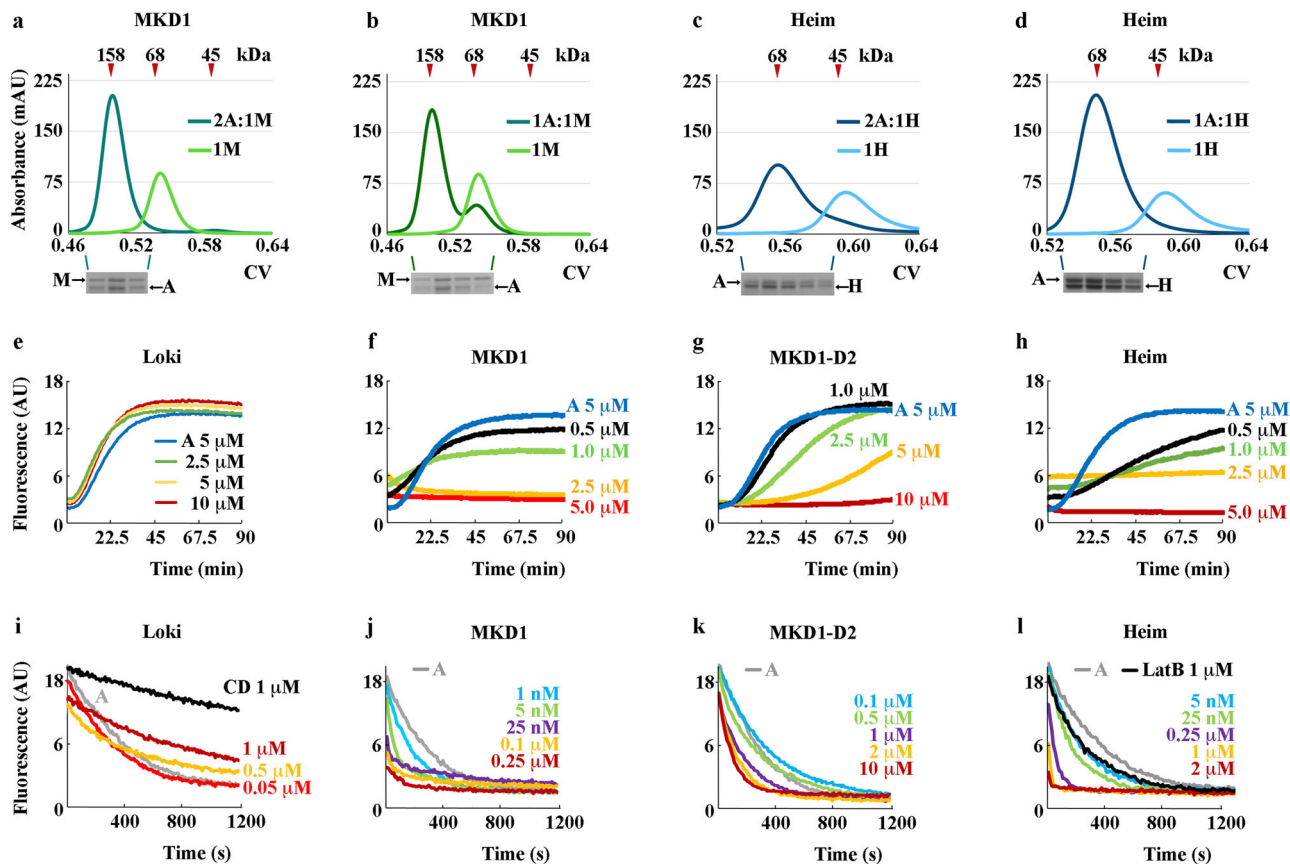 a MKD1
158 68 45 kDa
Absorbance (mAU)
225
150
75
0
2A:1M
1M
0.46 0.52 0.58 0.64
CV
M A
b MKD1
158 68 45 kDa
225
150
75
0
1A:1M
1M
0.46 0.52 0.58 0.64
CV
M A
c Heim
68 45 kDa
225
150
75
0
2A:1H
1H
0.52 0.56 0.60 0.64
CV
A H
d Heim
68 45 kDa
225
150
75
0
1A:1H
1H
0.52 0.56 0.60 0.64
CV
A H
e Loki
Fluorescence (AU)
18
12
6
0
A 5 μM
2.5 μM
5 μM
10 μM
22.5 45 67.5 90
Time (min)
f MKD1
18
12
6
0
A 5 μM
0.5 μM
1.0 μM
2.5 μM
5.0 μM
22.5 45 67.5 90
Time (min)
g MKD1-D2
18
12
6
0
1.0 μM
A 5 μM
2.5 μM
5 μM
10 μM
22.5 45 67.5 90
Time (min)
h Heim
18
12
6
0
A 5 μM
0.5 μM
1.0 μM
2.5 μM
5.0 μM
22.5 45 67.5 90
Time (min)
i Loki
Fluorescence (AU)
18
6
0
A
CD 1 μM
1 μM
0.5 μM
0.05 μM
400 800 1200
Time (s)
j MKD1
18
6
0
A
1 nM
5 nM
25 nM
0.1 μM
0.25 μM
400 800 1200
Time (s)
k MKD1-D2
18
6
0
A
0.1 μM
0.5 μM
1 μM
2 μM
10 μM
400 800 1200
Time (s)
l Heim
18
6
0
A LatB 1 μM
5 nM
25 nM
0.25 μM
1 μM
2 μM
400 800 1200
Time (s)